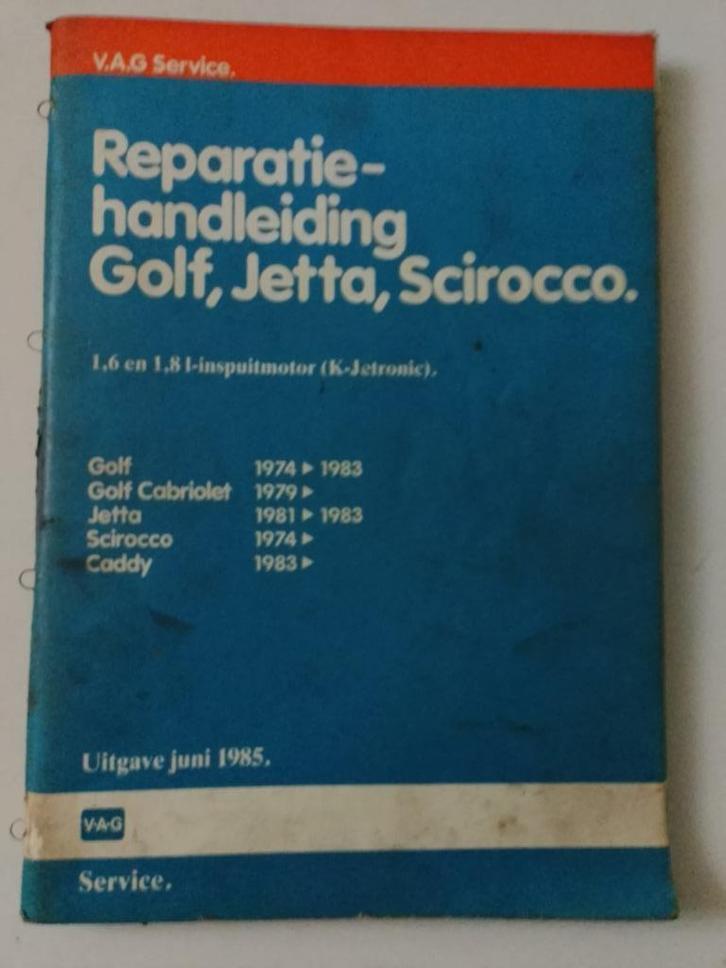 V.A.G Service.
Reparatie-
handleiding
Golf, Jetta, Scirocco.
1,6 en 1,8 l-inspuitmotor (K-Jetronic).
Golf 1974 ▶ 1983
Golf Cabriolet 1979 ▶
Jetta 1981 ▶ 1983
Scirocco 1974 ▶
Caddy 1983 ▶
Uitgave juni 1985.
V·A·G
Service.